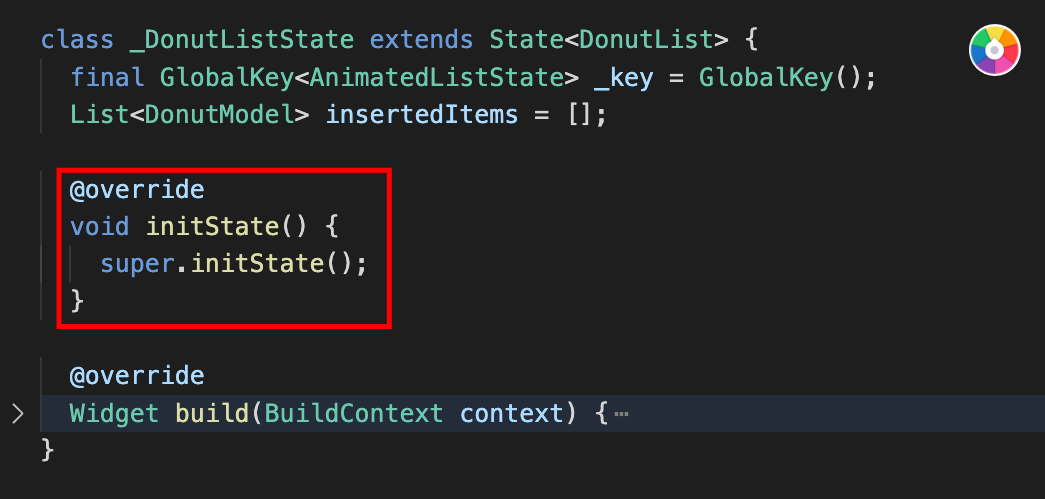 class _DonutListState extends State<DonutList> {
final GlobalKey<AnimatedListState> _key = GlobalKey();
List<DonutModel> insertedItems = [];
@override
void initState() {
super.initState();
}
@override
Widget build(BuildContext context) {…
}